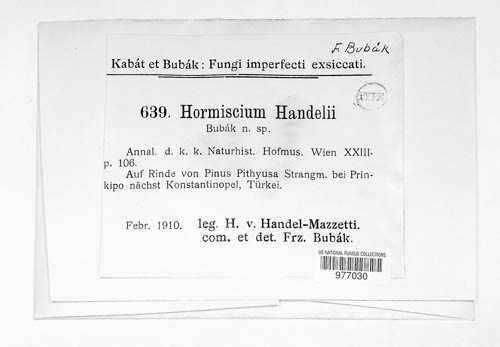 F. Bubák
Kabát et Bubák: Fungi imperfecti exsiccati.
TYPE
639. Hormiscium Handelii
Bubák n. sp.
Annal. d. k. k. Naturhist. Hofmus. Wien XXIII-
p. 106.
Auf Rinde von Pinus Pithyusa Strangm. bei Prin-
kipo nächst Konstantinopel, Türkei.
Febr. 1910. leg. H. v. Handel-Mazzetti.
com. et det. Frz. Bubák.
US NATIONAL FUNGUS COLLECTIONS
977030